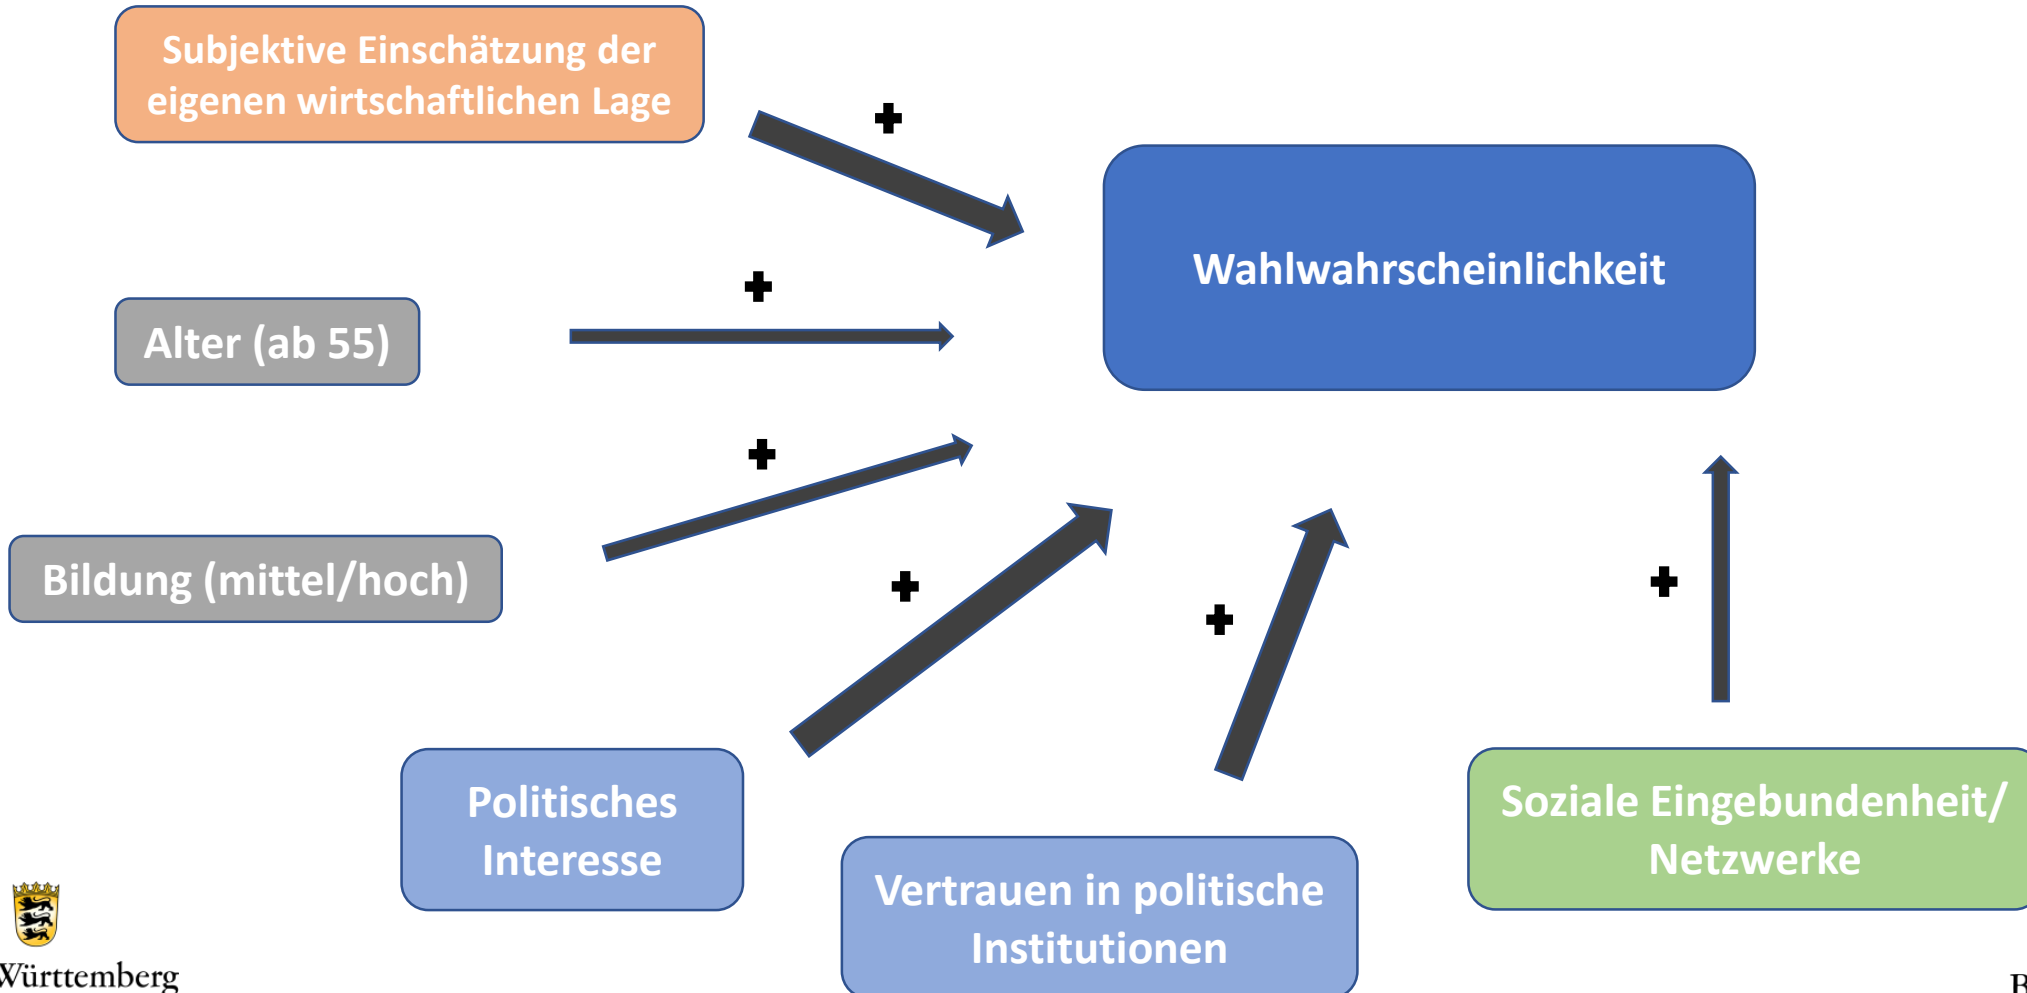 Subjektive Einschätzung der
eigenen wirtschaftlichen Lage
+
Wahlwahrscheinlichkeit
+
Alter (ab 55)
+
Bildung (mittel/hoch)
+
+
+
Politisches
Interesse
Vertrauen in politische
Institutionen
Soziale Eingebundenheit/
Netzwerke
Württemberg